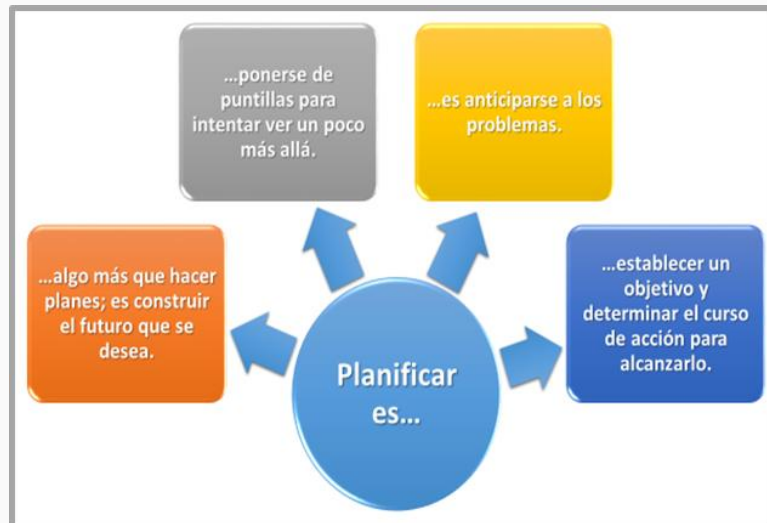 ...ponerse de
puntillas para
intentar ver un poco
más allá.
...es anticiparse a los
problemas.
...algo más que hacer
planes; es construir
el futuro que se
desea.
...establecer un
objetivo y
determinar el curso
de acción para
alcanzarlo.
Planificar
es...